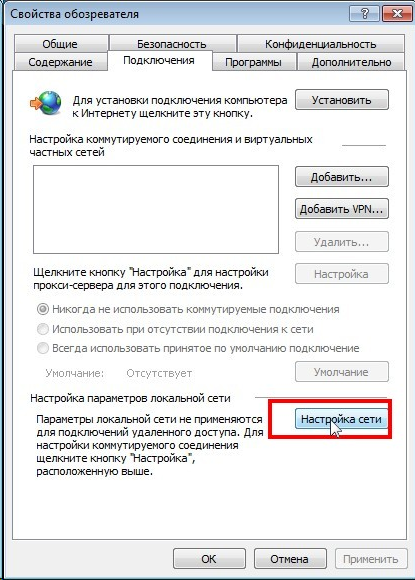 Свойства обозревателя
Общие Безопасность Конфиденциальность
Содержание Подключения Программы Дополнительно
Для установки подключения компьютера
к Интернету щелкните эту кнопку.
Установить
Настройка коммутируемого соединения и виртуальных
частных сетей
Добавить...
Добавить VPN...
Удалить...
Щелкните кнопку "Настройка" для настройки
прокси-сервера для этого подключения.
Настройка
Никогда не использовать коммутируемые подключения
Использовать при отсутствии подключения к сети
Всегда использовать принятое по умолчанию подключение
Умолчание: Отсутствует
Умолчание
Настройка параметров локальной сети
Параметры локальной сети не применяются
для подключений удаленного доступа. Для
настройки коммутируемого соединения
щелкните кнопку "Настройка",
расположенную выше.
Настройка сети
ОК Отмена Применить